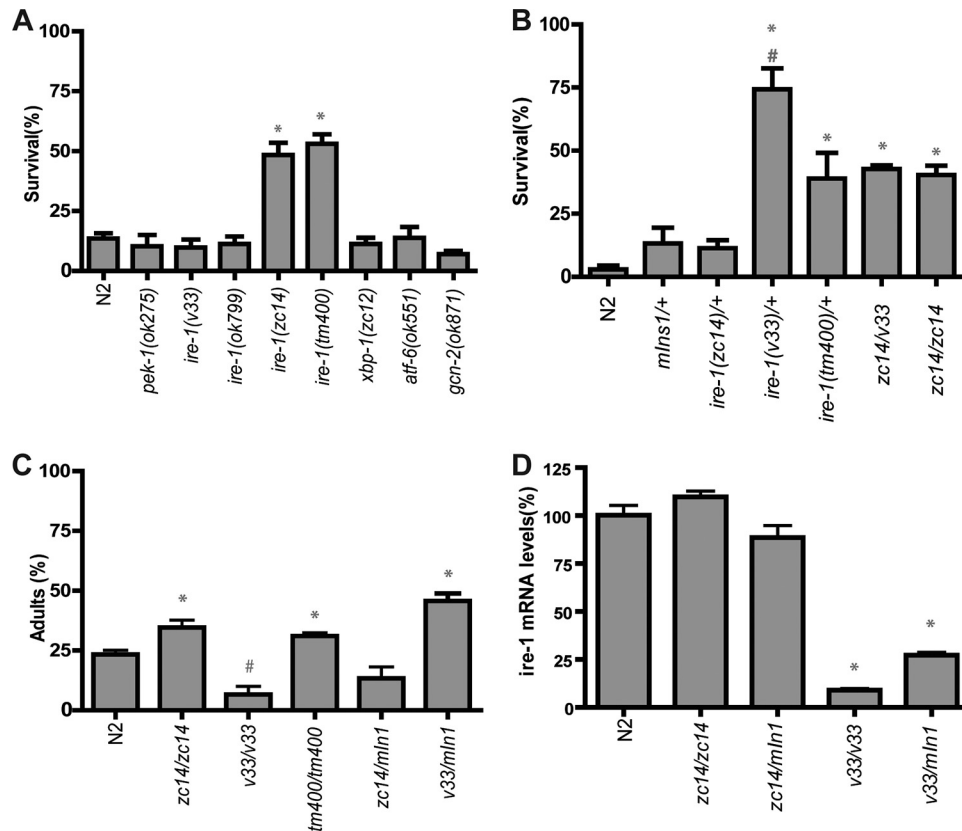 A
Survival(%)
100
75
50
25
0
*
*
N2
pek-1(ok275)
ire-1(v33)
ire-1(ok799)
ire-1(zc14)
ire-1(tm400)
xbp-1(zc12)
atf-6(ok551)
gcn-2(ok871)
B
Survival(%)
100
75
50
25
0
*
#
*
*
*
N2
mIns1/+
ire-1(zc14)/+
ire-1(v33)/+
ire-1(tm400)/+
zc14/v33
zc14/zc14
C
Adults (%)
100
75
50
25
0
*
#
*
*
N2
zc14/zc14
v33/v33
tm400/tm400
zc14/mIn1
v33/mIn1
D
ire-1 mRNA levels(%)
125
100
75
50
25
0
*
*
N2
zc14/zc14
zc14/mIn1
v33/v33
v33/mIn1